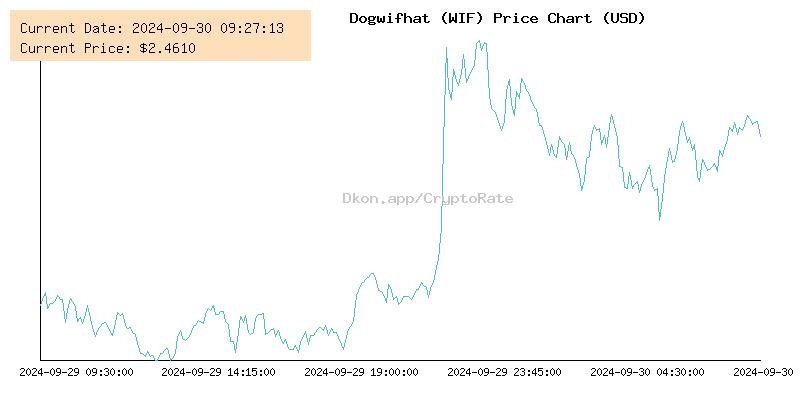 Dogwifhat (WIF) Price Chart (USD)
Current Date: 2024-09-30 09:27:13
Current Price: $2.4610
Dkon.app/CryptoRate
2024-09-29 09:30:00 2024-09-29 14:15:00 2024-09-29 19:00:00 2024-09-29 23:45:00 2024-09-30 04:30:00 2024-09-30